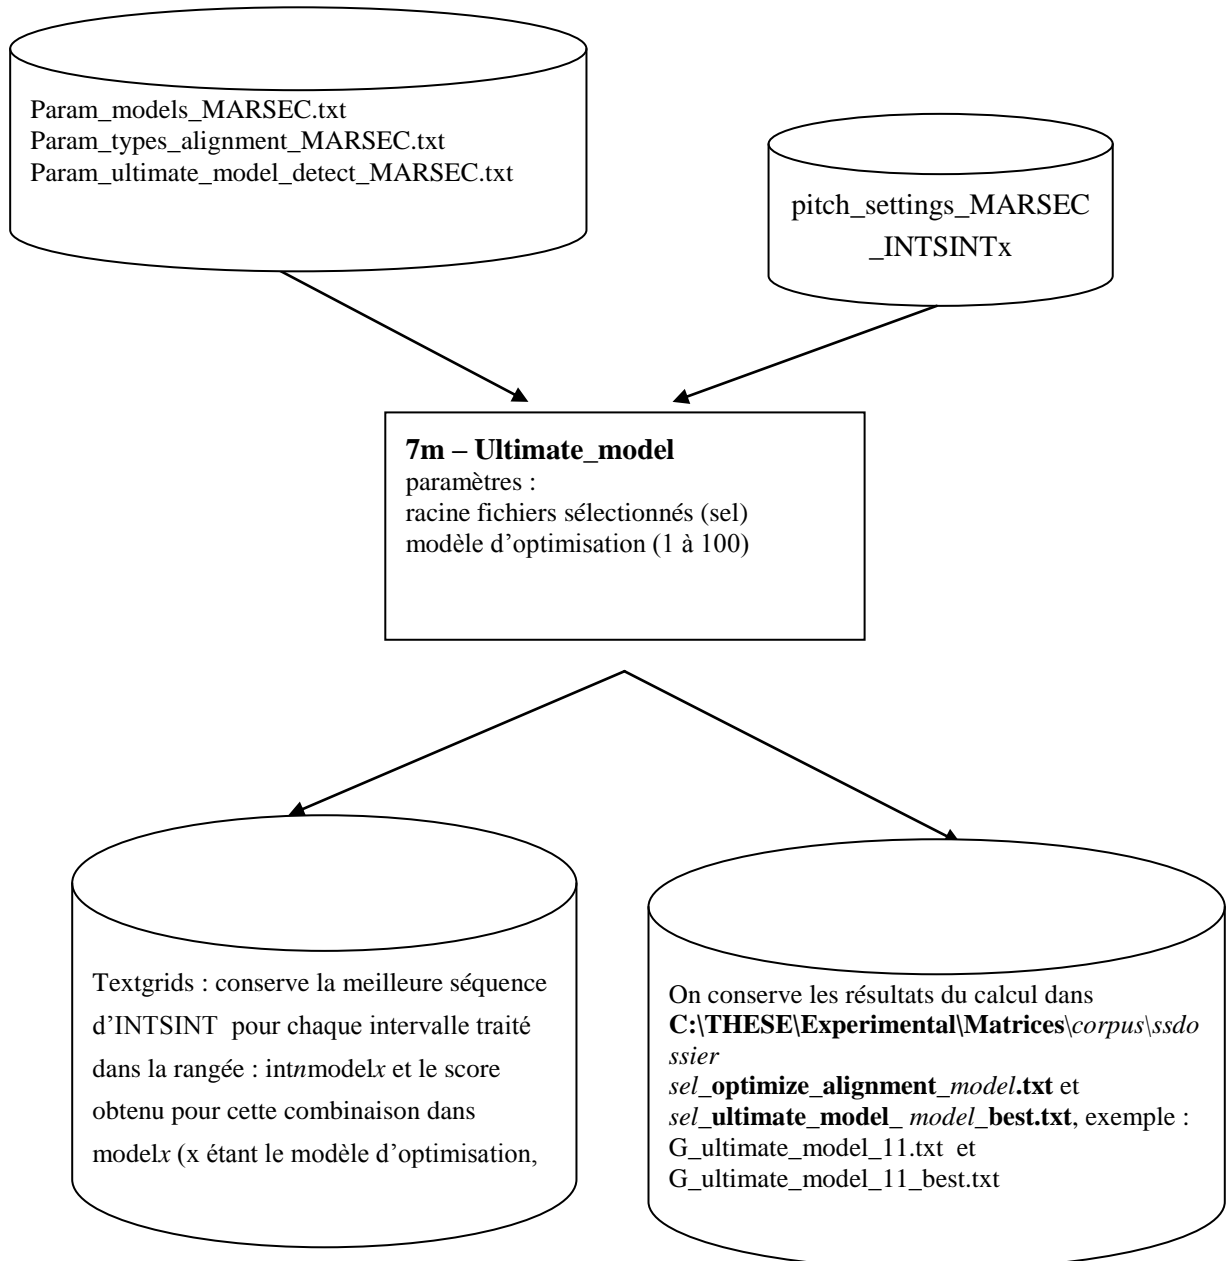 Param_models_MARSEC.txt
Param_types_alignment_MARSEC.txt
Param_ultimate_model_detect_MARSEC.txt
pitch_settings_MARSEC
_INTSINTx
7m – Ultimate_model
paramètres :
racine fichiers sélectionnés (sel)
modèle d’optimisation (1 à 100)
Textgrids : conserve la meilleure séquence
d’INTSINT pour chaque intervalle traité
dans la rangée : intnmodelx et le score
obtenu pour cette combinaison dans
modelx (x étant le modèle d’optimisation,
On conserve les résultats du calcul dans
C:\THESE\Experimental\Matrices\corpus\ssdo
ssier
sel_optimize_alignment_model.txt et
sel_ultimate_model_ model_best.txt, exemple :
G_ultimate_model_11.txt et
G_ultimate_model_11_best.txt